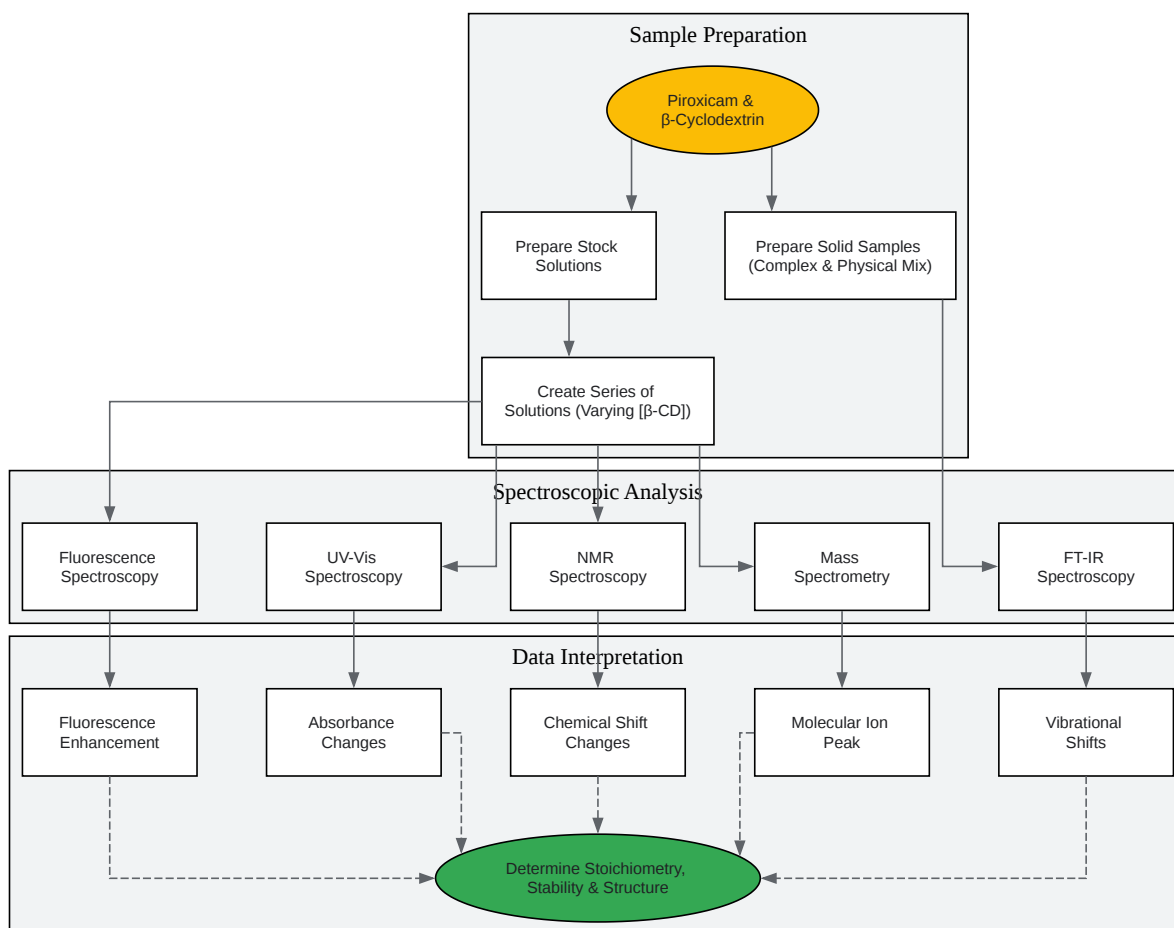 Sample Preparation
Piroxicam &
β-Cyclodextrin
Prepare Stock
Solutions
Prepare Solid Samples
(Complex & Physical Mix)
Create Series of
Solutions (Varying [β-CD])
Spectroscopic Analysis
Fluorescence
Spectroscopy
UV-Vis
Spectroscopy
NMR
Spectroscopy
Mass
Spectrometry
FT-IR
Spectroscopy
Data Interpretation
Fluorescence
Enhancement
Absorbance
Changes
Chemical Shift
Changes
Molecular Ion
Peak
Vibrational
Shifts
Determine Stoichiometry,
Stability & Structure